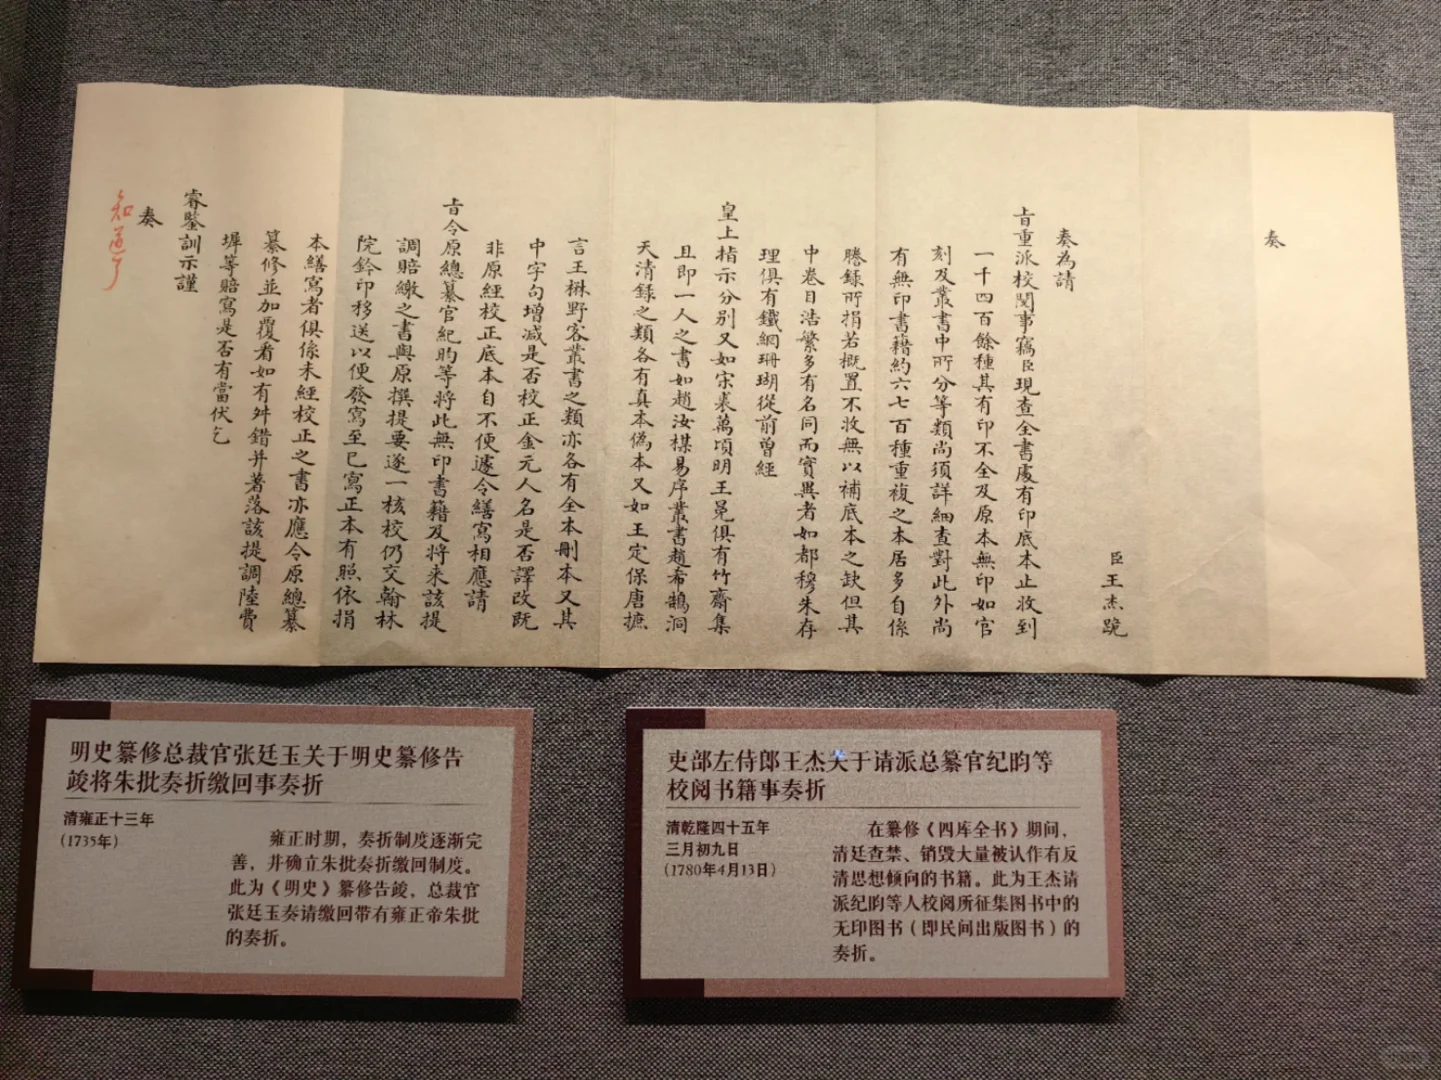 奏
臣王杰跪
奏為請
旨重派校閱事竊臣現查全書處有印底本止收到
一千四百餘種其有印不全及原本無印如官
刻及叢書中所分等類尚須詳細查對此外尚
有無印書籍約六七百種重複之本居多自係
謄錄所捐若概置不收無以補底本之缺但其
中卷目浩繁多有名同而實異者如都穆朱存
理俱有鐵網珊瑚從前曾經
皇上指示分別又如宋裘萬頃明王冕俱有竹齋集
且即一人之書如趙汝楳易序叢書趙希鵠洞
天清錄之類各有真本偽本又如王定保唐摭
言王楙野客叢書之類亦各有全本刪本又其
中字句增減是否校正金元人名是否譯改既
非原經校正底本自不便遽令繕寫相應請
旨令原總纂官紀昀等將此無印書籍及將來該提
調賠繳之書與原撰提要逐一核校仍交翰林
院鈐印移送以便發寫至已寫正本有照依捐
本繕寫者俱係未經校正之書亦應令原總纂
纂修並加覆看如有舛錯并著落該提調陸費
墀等賠寫是否有當伏乞
睿鑒訓示謹
奏
知道了
明史纂修总裁官张廷玉关于明史纂修告
竣将朱批奏折缴回事奏折
清雍正十三年
(1735年)
雍正时期，奏折制度逐渐完
善，并确立朱批奏折缴回制度。
此为《明史》纂修告竣，总裁官
张廷玉奏请缴回带有雍正帝朱批
的奏折。
吏部左侍郎王杰关于请派总纂官纪昀等
校阅书籍事奏折
清乾隆四十五年
三月初九日
(1780年4月13日)
在纂修《四库全书》期间，
清廷查禁、销毁大量被认作有反
清思想倾向的书籍。此为王杰请
派纪昀等人校阅所征集图书中的
无印图书（即民间出版图书）的
奏折。